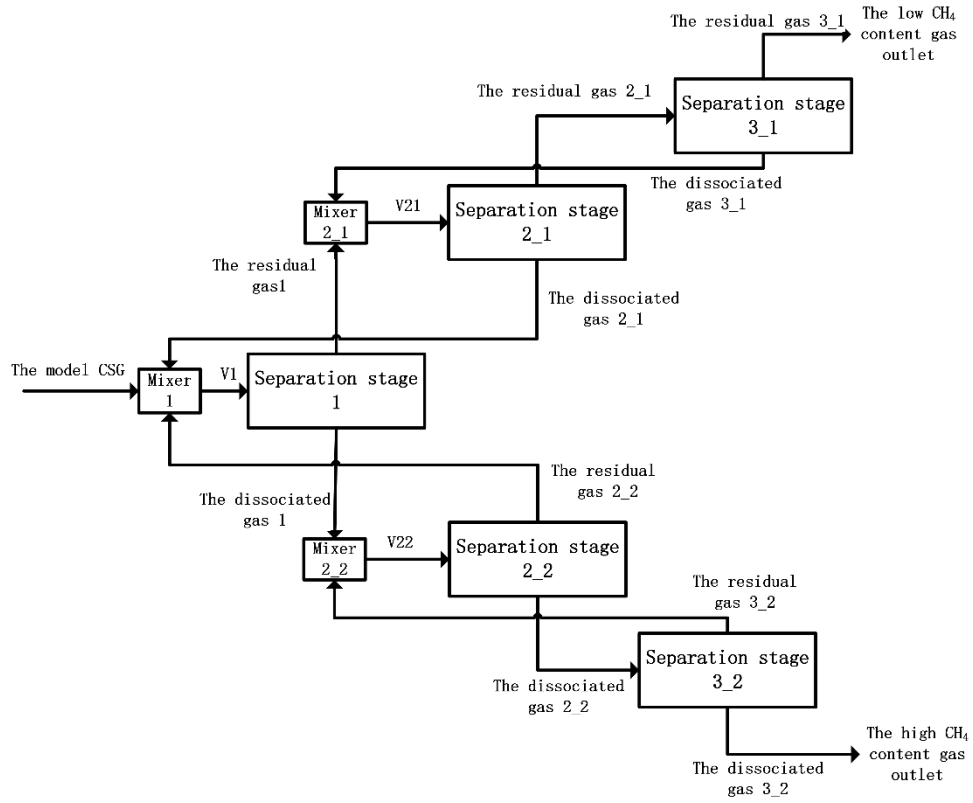 The residual gas 3_1
The low CH₄
content gas
outlet
The residual gas 2_1
Separation stage
3_1
The dissociated
gas 3_1
Mixer
2_1
V21
Separation stage
2_1
The residual
gas1
The dissociated
gas 2_1
The model CSG
Mixer
1
V1
Separation stage
1
The residual
gas 2_2
The dissociated
gas 1
Mixer
2_2
V22
Separation stage
2_2
The residual
gas 3_2
Separation stage
3_2
The dissociated
gas 2_2
The high CH₄
content gas
outlet
The dissociated
gas 3_2